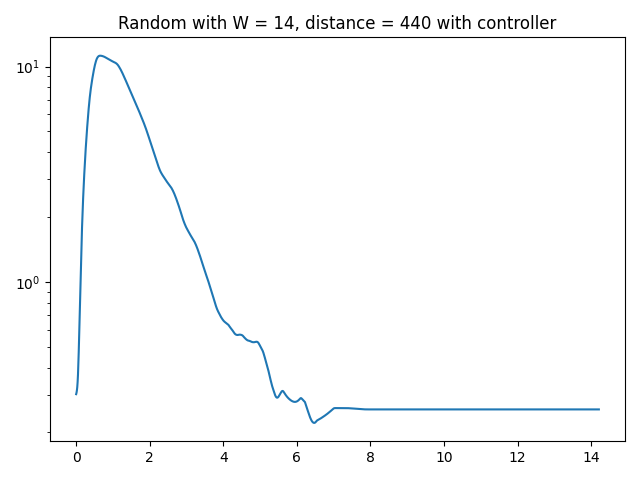 Random with W = 14, distance = 440 with controller
10¹
10⁰
0 2 4 6 8 10 12 14